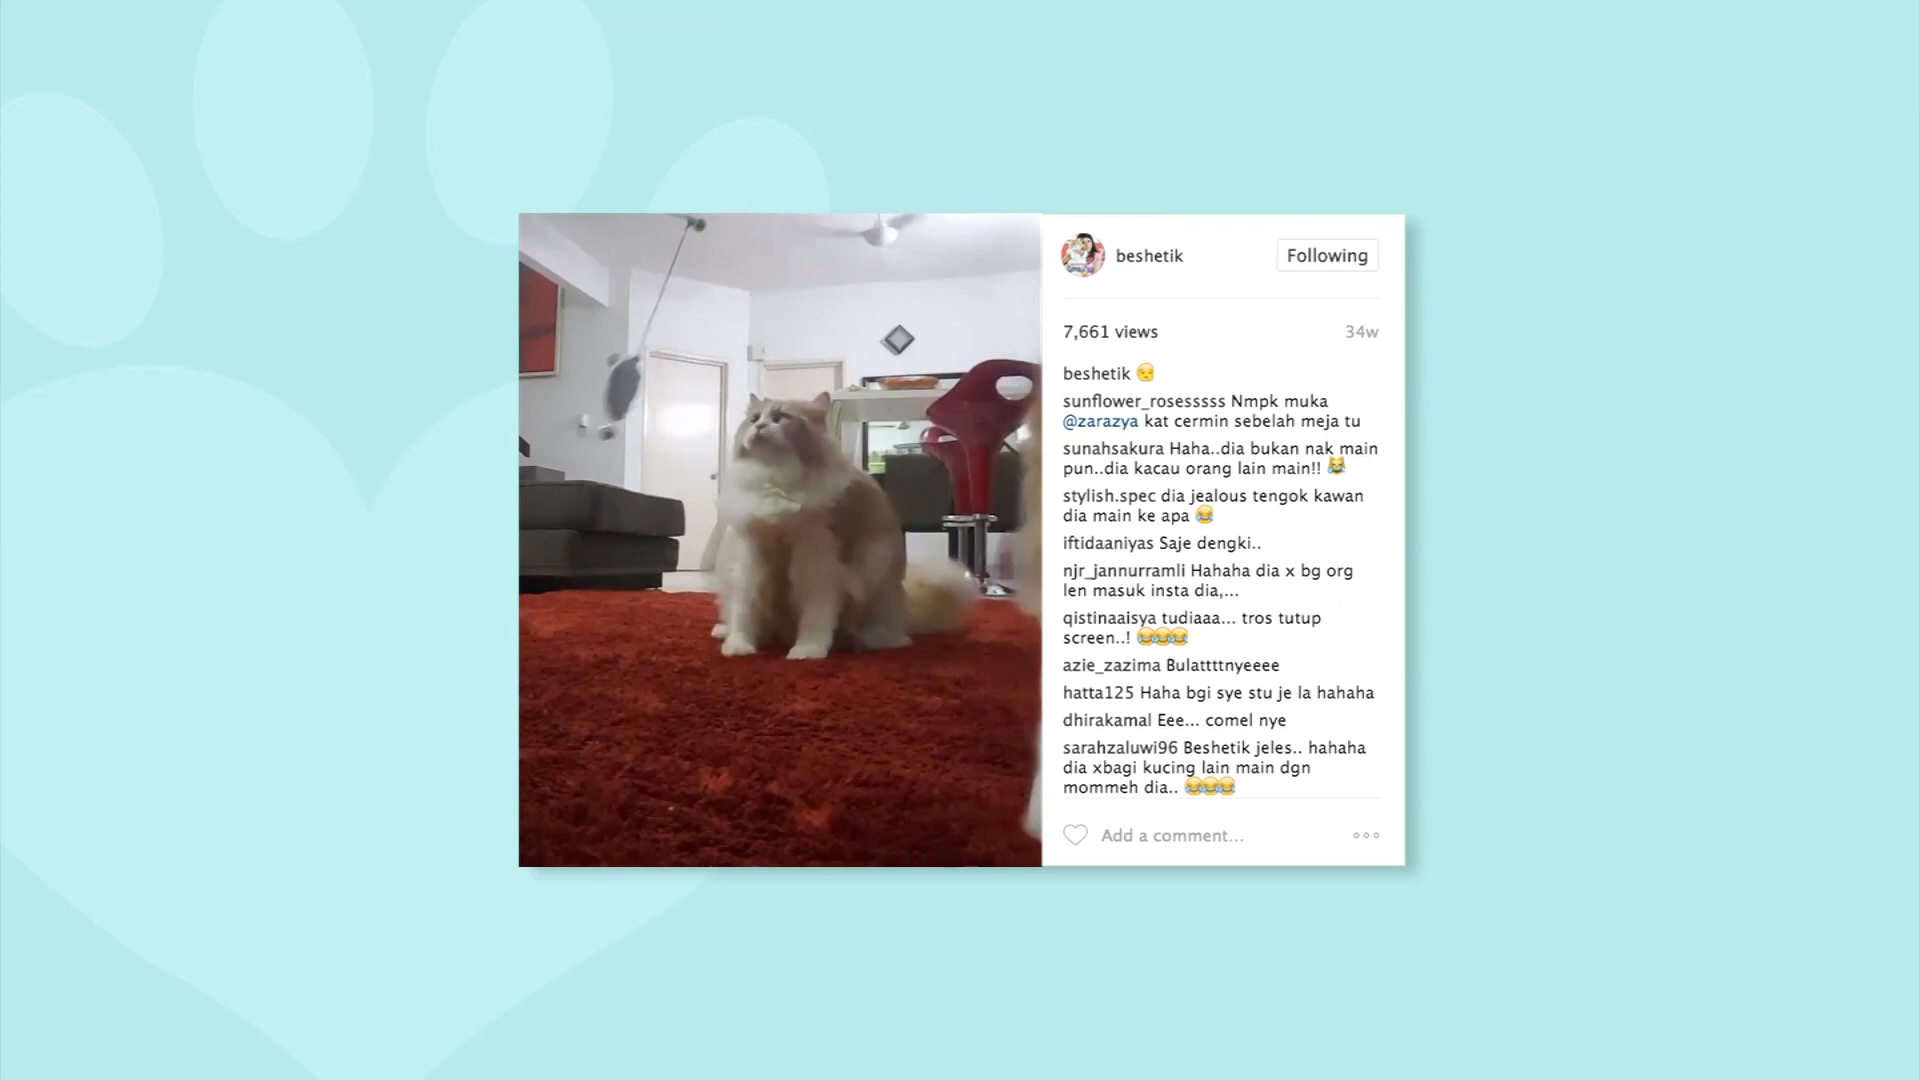 beshetik
Following
7,661 views
34w
beshetik 😒
sunflower_rosesssss Nmpk muka
@zarazya kat cermin sebelah meja tu
sunahsakura Haha..dia bukan nak main
pun..dia kacau orang lain main!! 😹
stylish.spec dia jealous tengok kawan
dia main ke apa 😂
iftidaaniyas Saje dengki..
njr_jannurramli Hahaha dia x bg org
len masuk insta dia,...
qistinaaisya tudiaaa... tros tutup
screen..! 😂😂😂
azie_zazima Bulattttnyeeee
hatta125 Haha bgi sye stu je la hahaha
dhirakamal Eee... comel nye
sarahzaluwi96 Beshetik jeles.. hahaha
dia xbagi kucing lain main dgn
mommeh dia.. 😂😂😂
Add a comment...